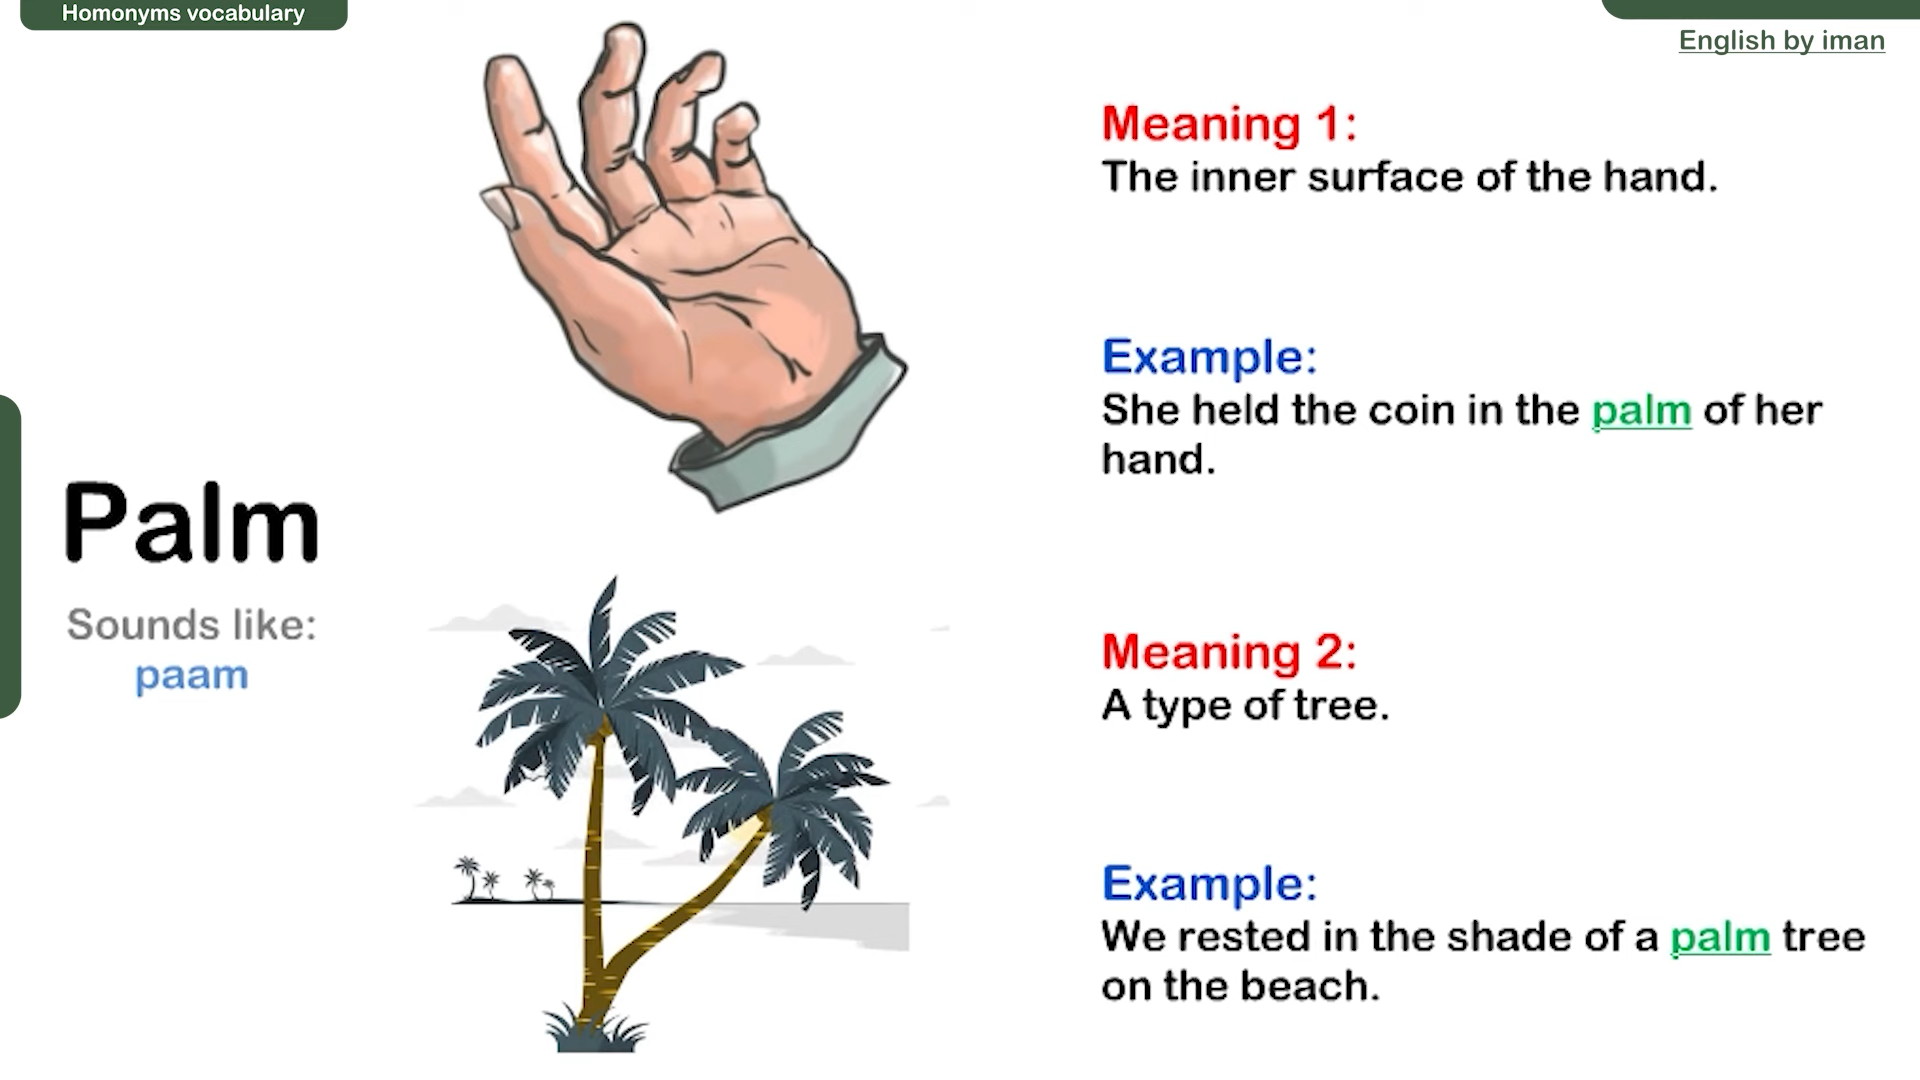 Homonyms vocabulary
English by iman
Palm
Sounds like:
paam
Meaning 1:
The inner surface of the hand.
Example:
She held the coin in the palm of her
hand.
Meaning 2:
A type of tree.
Example:
We rested in the shade of a palm tree
on the beach.